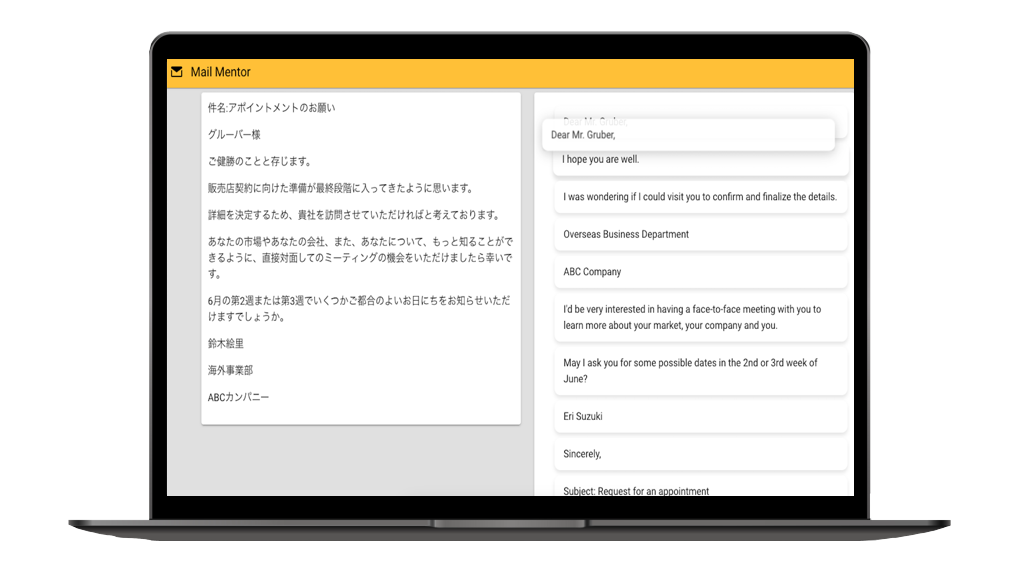 Mail Mentor
件名:アポイントメントのお願い
グルーバー様
ご健勝のことと存じます。
販売店契約に向けた準備が最終段階に入ってきたように思います。
詳細を決定するため、貴社を訪問させていただければと考えております。
あなたの市場やあなたの会社、また、あなたについて、もっと知ることがで
きるように、直接対面してのミーティングの機会をいただけましたら幸いで
す。
6月の第2週または第3週でいくつかご都合のよいお日にちをお知らせいただ
けますでしょうか。
鈴木絵里
海外事業部
ABCカンパニー
Dear Mr. Gruber,
Dear Mr. Gruber,
I hope you are well.
I was wondering if I could visit you to confirm and finalize the details.
Overseas Business Department
ABC Company
I'd be very interested in having a face-to-face meeting with you to
learn more about your market, your company and you.
May I ask you for some possible dates in the 2nd or 3rd week of
June?
Eri Suzuki
Sincerely,
Subject: Request for an appointment